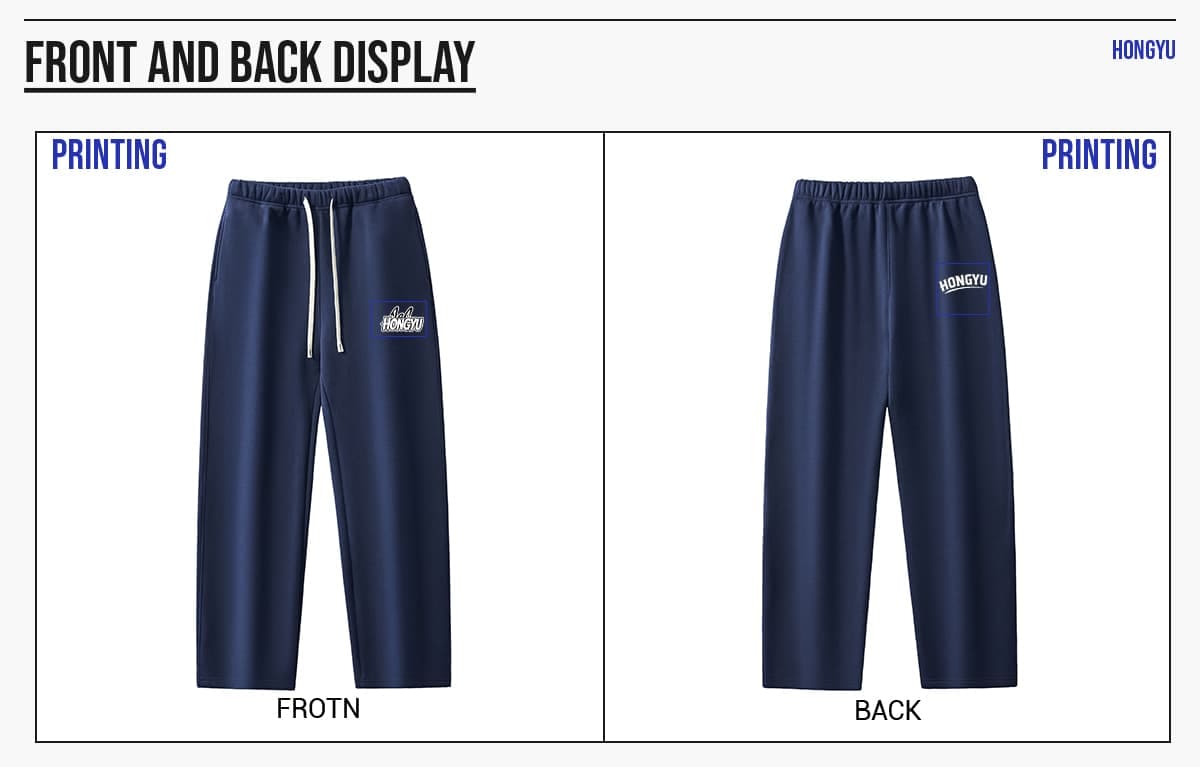 FRONT AND BACK DISPLAY
HONGYU
PRINTING
PRINTING
HONGYU
HONGYU
FROTN
BACK